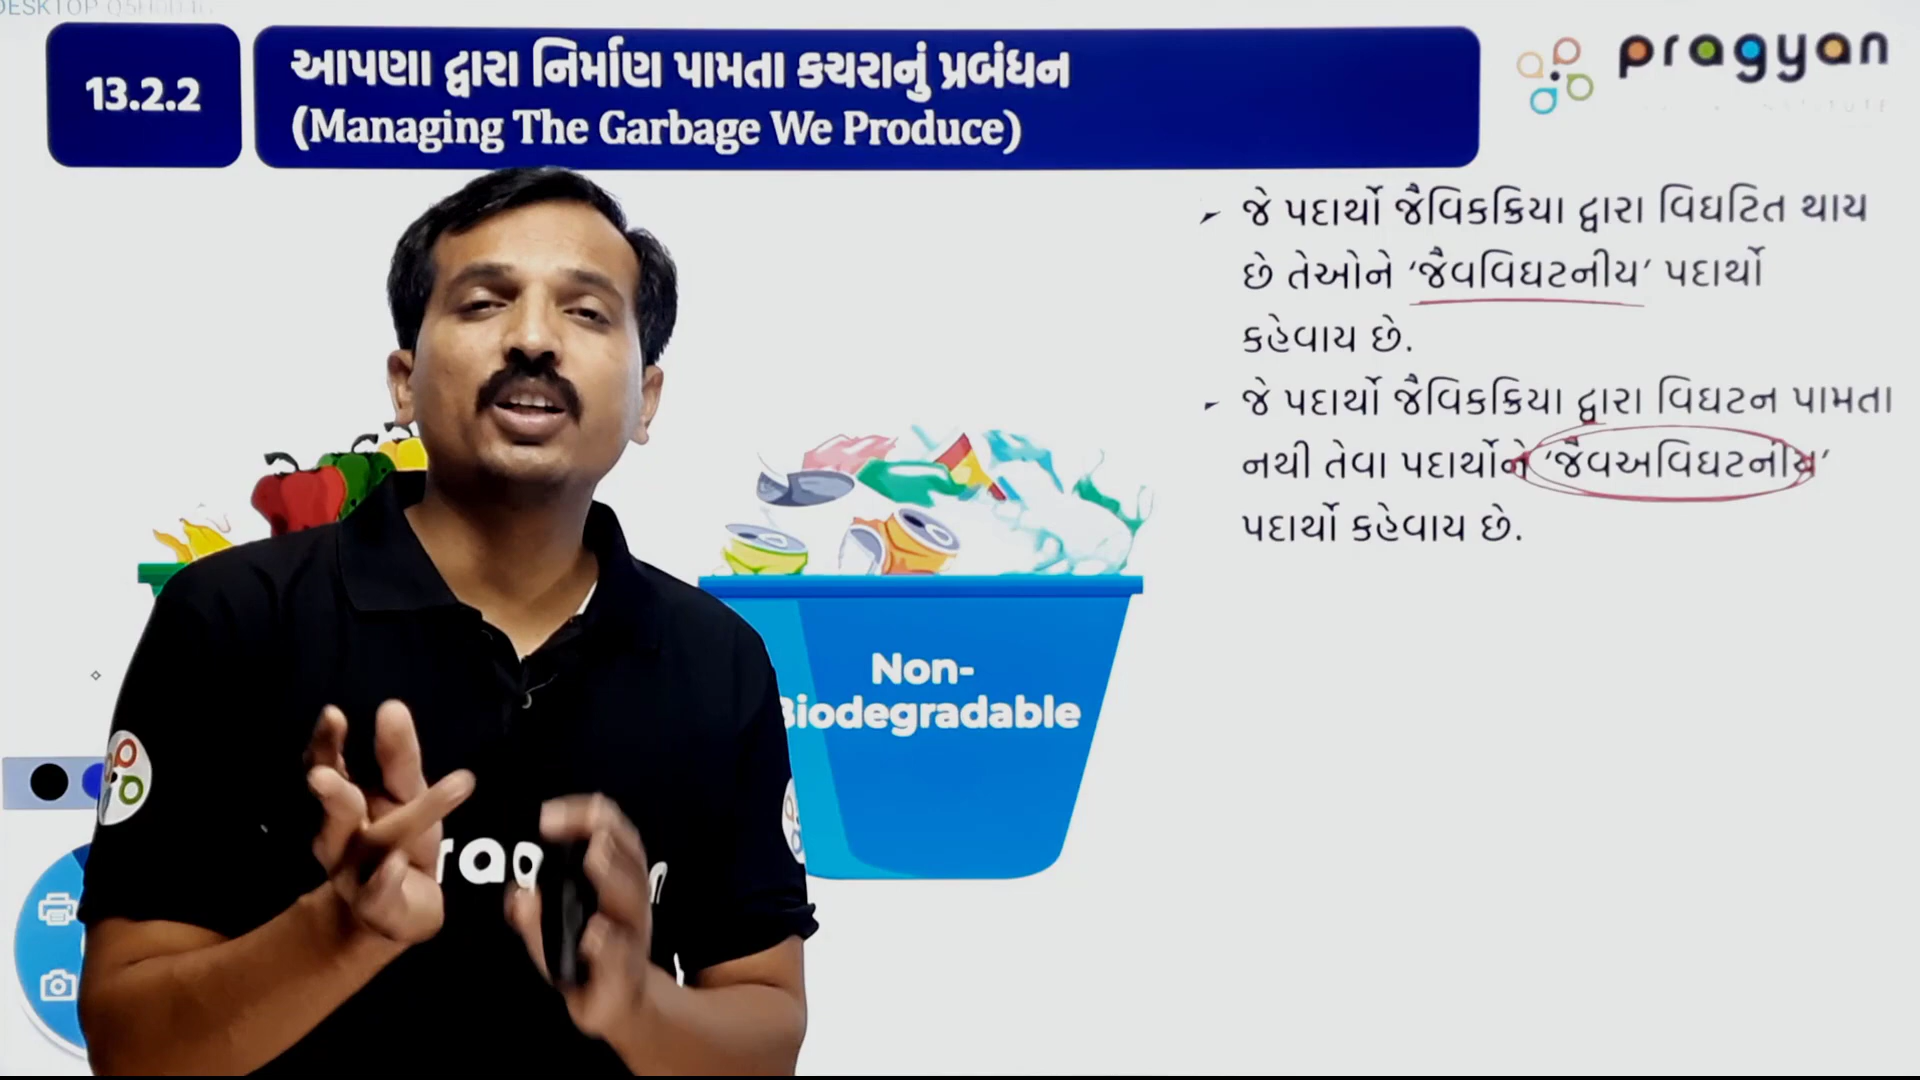 13.2.2
આપણા દ્વારા નિર્માણ પામતા કચરાનું પ્રબંધન
(Managing The Garbage We Produce)
pragyan
જે પદાર્થો જૈવિકક્રિયા દ્વારા વિઘટિત થાય
છે તેઓને ‘જૈવવિઘટનીય’ પદાર્થો
કહેવાય છે.
જે પદાર્થો જૈવિકક્રિયા દ્વારા વિઘટન પામતા
નથી તેવા પદાર્થોને ‘જૈવઅવિઘટનીય’
પદાર્થો કહેવાય છે.
Non-
Biodegradable